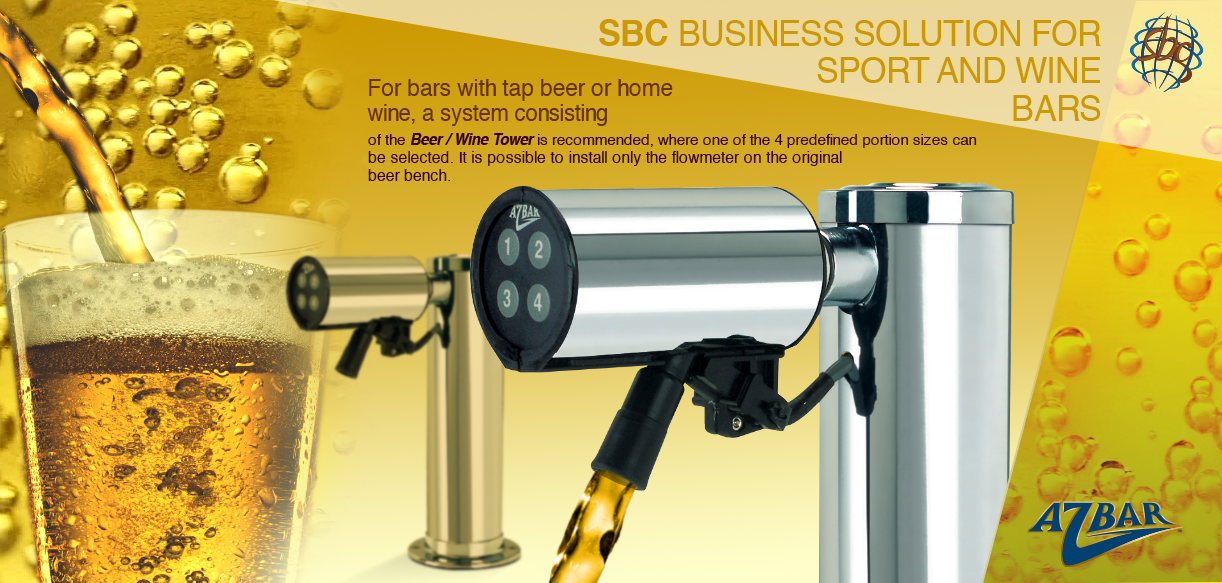 SBC BUSINESS SOLUTION FOR
SPORT AND WINE
BARS
sbc
For bars with tap beer or home
wine, a system consisting
of the Beer / Wine Tower is recommended, where one of the 4 predefined portion sizes can
be selected. It is possible to install only the flowmeter on the original
beer bench.
AZBAR
1 2
3 4
AZBAR